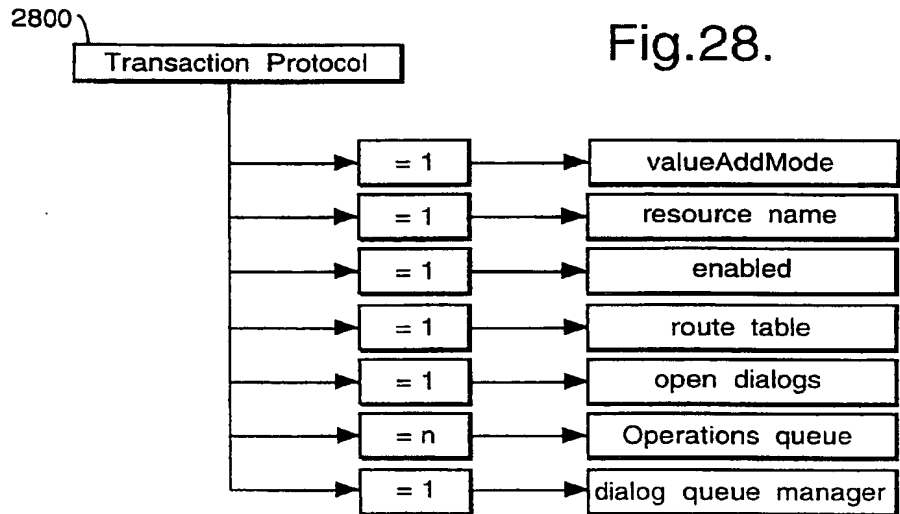 2800
Transaction Protocol
Fig.28.
= 1 valueAddMode
= 1 resource name
= 1 enabled
= 1 route table
= 1 open dialogs
= n Operations queue
= 1 dialog queue manager